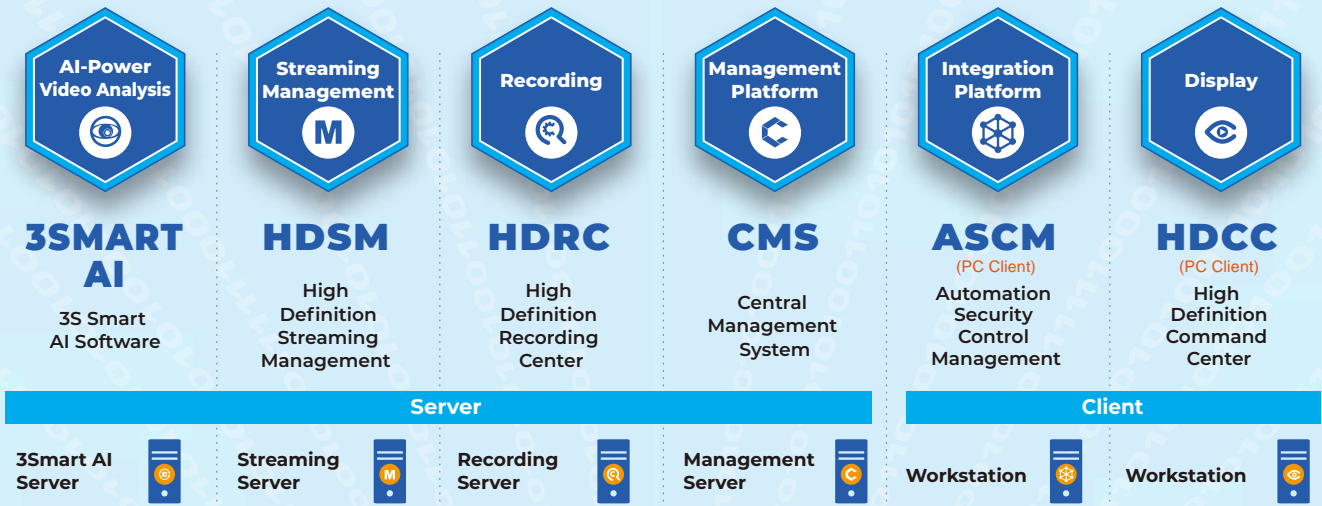 AI-Power
Video Analysis
Streaming
Management
M
Recording
Management
Platform
Integration
Platform
Display
3SMART
AI
3S Smart
AI Software
HDSM
High
Definition
Streaming
Management
HDRC
High
Definition
Recording
Center
CMS
Central
Management
System
ASCM
(PC Client)
Automation
Security
Control
Management
HDCC
(PC Client)
High
Definition
Command
Center
Server
Client
3Smart AI
Server
Streaming
Server
M
Recording
Server
Management
Server
Workstation
Workstation